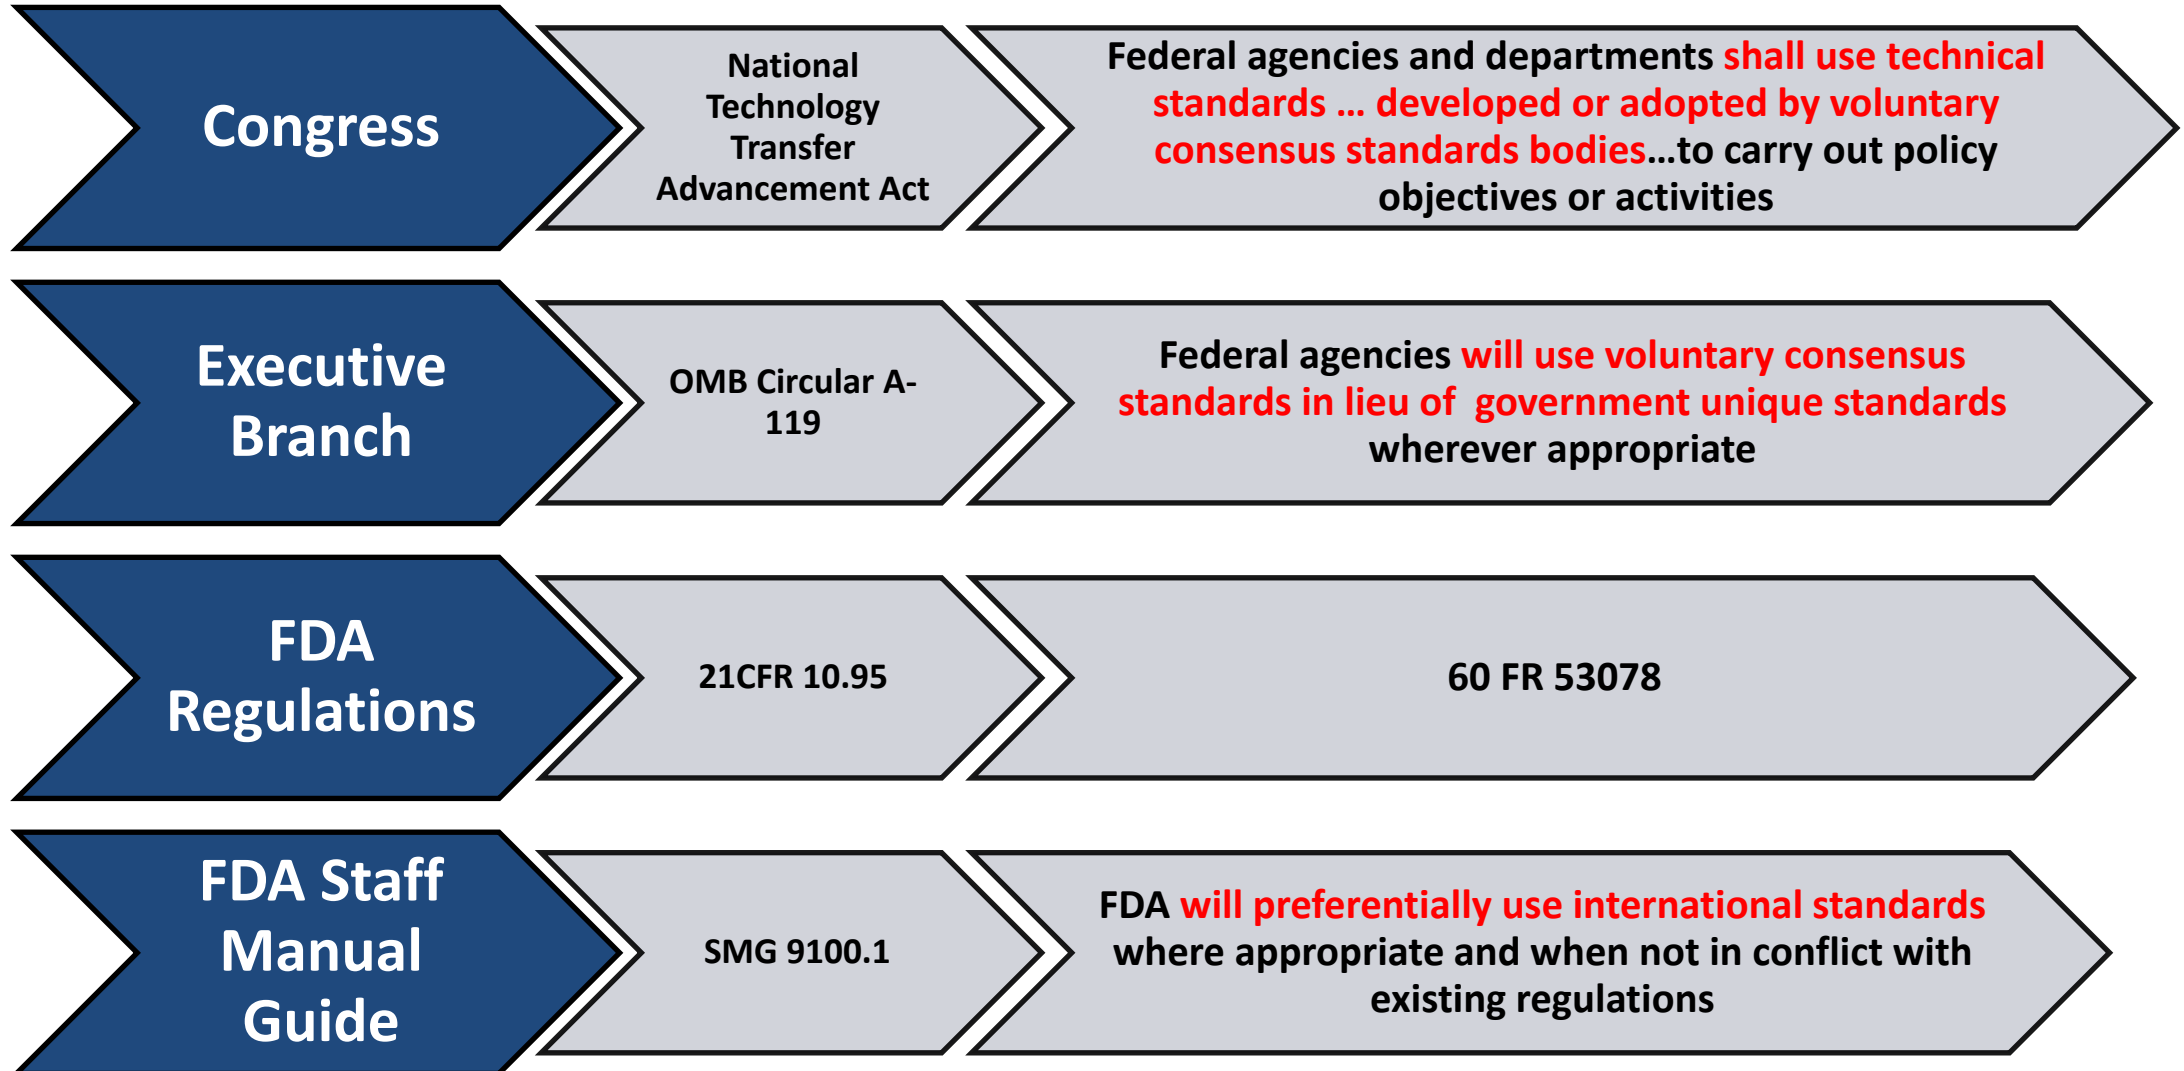 Congress
National
Technology
Transfer
Advancement Act
Federal agencies and departments shall use technical
standards ... developed or adopted by voluntary
consensus standards bodies...to carry out policy
objectives or activities
Executive
Branch
OMB Circular A-
119
Federal agencies will use voluntary consensus
standards in lieu of  government unique standards
wherever appropriate
FDA
Regulations
21CFR 10.95
60 FR 53078
FDA Staff
Manual
Guide
SMG 9100.1
FDA will preferentially use international standards
where appropriate and when not in conflict with
existing regulations